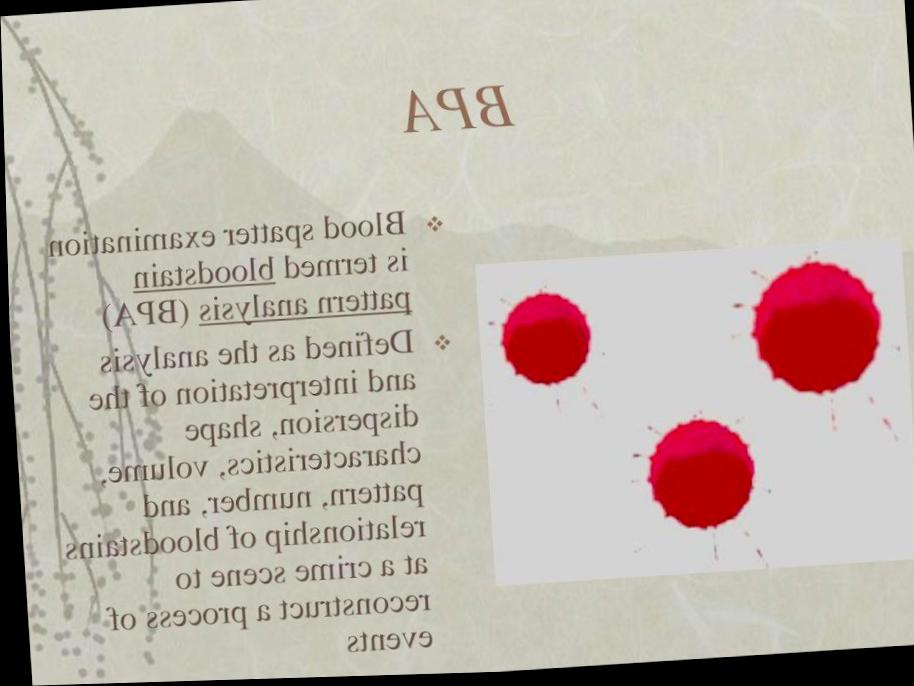 BPA
❖ Blood spatter examination
is termed bloodstain
pattern analysis (BPA)
❖ Defined as the analysis
and interpretation of the
dispersion, shape
characteristics, volume,
pattern, number, and
relationship of bloodstains
at a crime scene to
reconstruct a process of
events